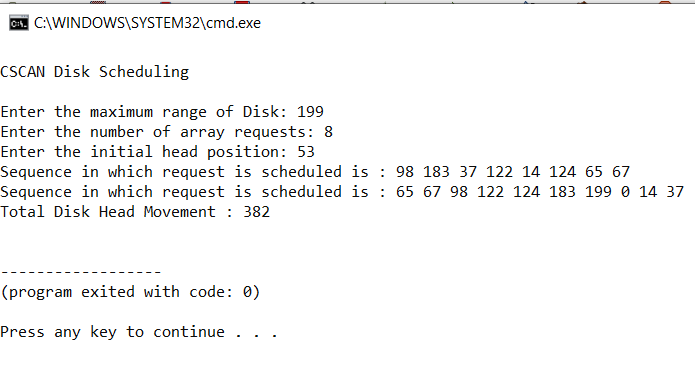 C:\WINDOWS\SYSTEM32\cmd.exe
CSCAN Disk Scheduling
Enter the maximum range of Disk: 199
Enter the number of array requests: 8
Enter the initial head position: 53
Sequence in which request is scheduled is : 98 183 37 122 14 124 65 67
Sequence in which request is scheduled is : 65 67 98 122 124 183 199 0 14 37
Total Disk Head Movement : 382
------------------
(program exited with code: 0)
Press any key to continue . . .